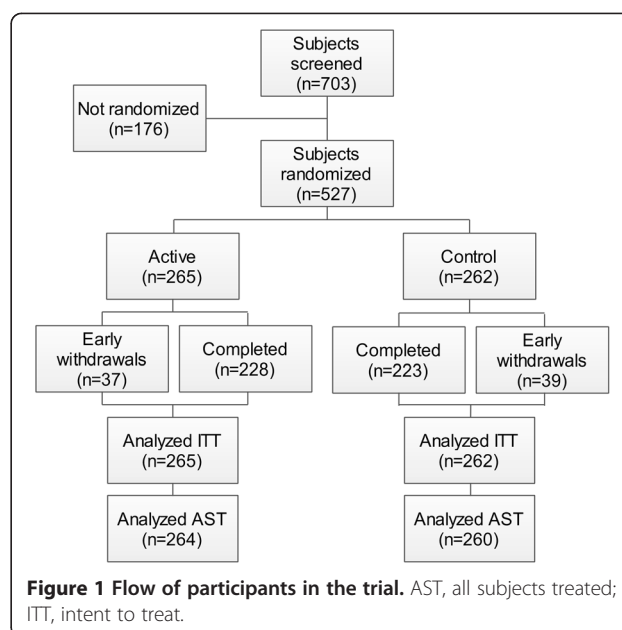 Subjects
screened
(n=703)
Not randomized
(n=176)
Subjects
randomized
(n=527)
Active
(n=265)
Control
(n=262)
Early
withdrawals
(n=37)
Completed
(n=228)
Completed
(n=223)
Early
withdrawals
(n=39)
Analyzed ITT
(n=265)
Analyzed ITT
(n=262)
Analyzed AST
(n=264)
Analyzed AST
(n=260)
Figure 1 Flow of participants in the trial. AST, all subjects treated;
ITT, intent to treat.